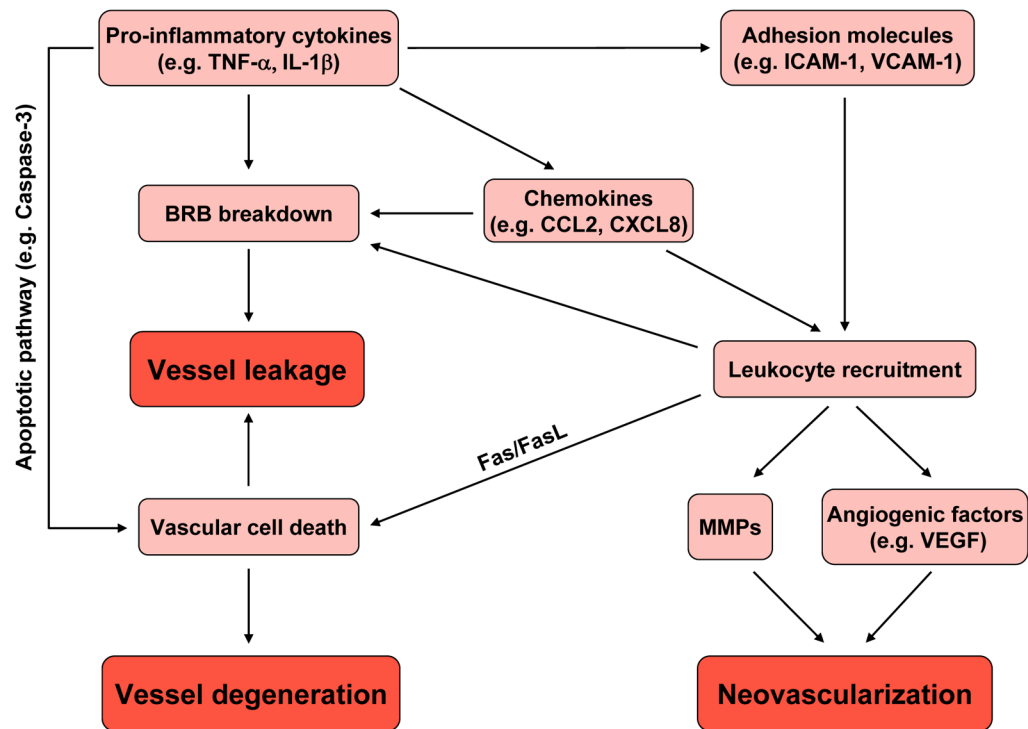 Pro-inflammatory cytokines
(e.g. TNF-α, IL-1β)
Adhesion molecules
(e.g. ICAM-1, VCAM-1)
Apoptotic pathway (e.g. Caspase-3)
BRB breakdown
Chemokines
(e.g. CCL2, CXCL8)
Vessel leakage
Leukocyte recruitment
Fas/FasL
Vascular cell death
MMPs
Angiogenic factors
(e.g. VEGF)
Vessel degeneration
Neovascularization